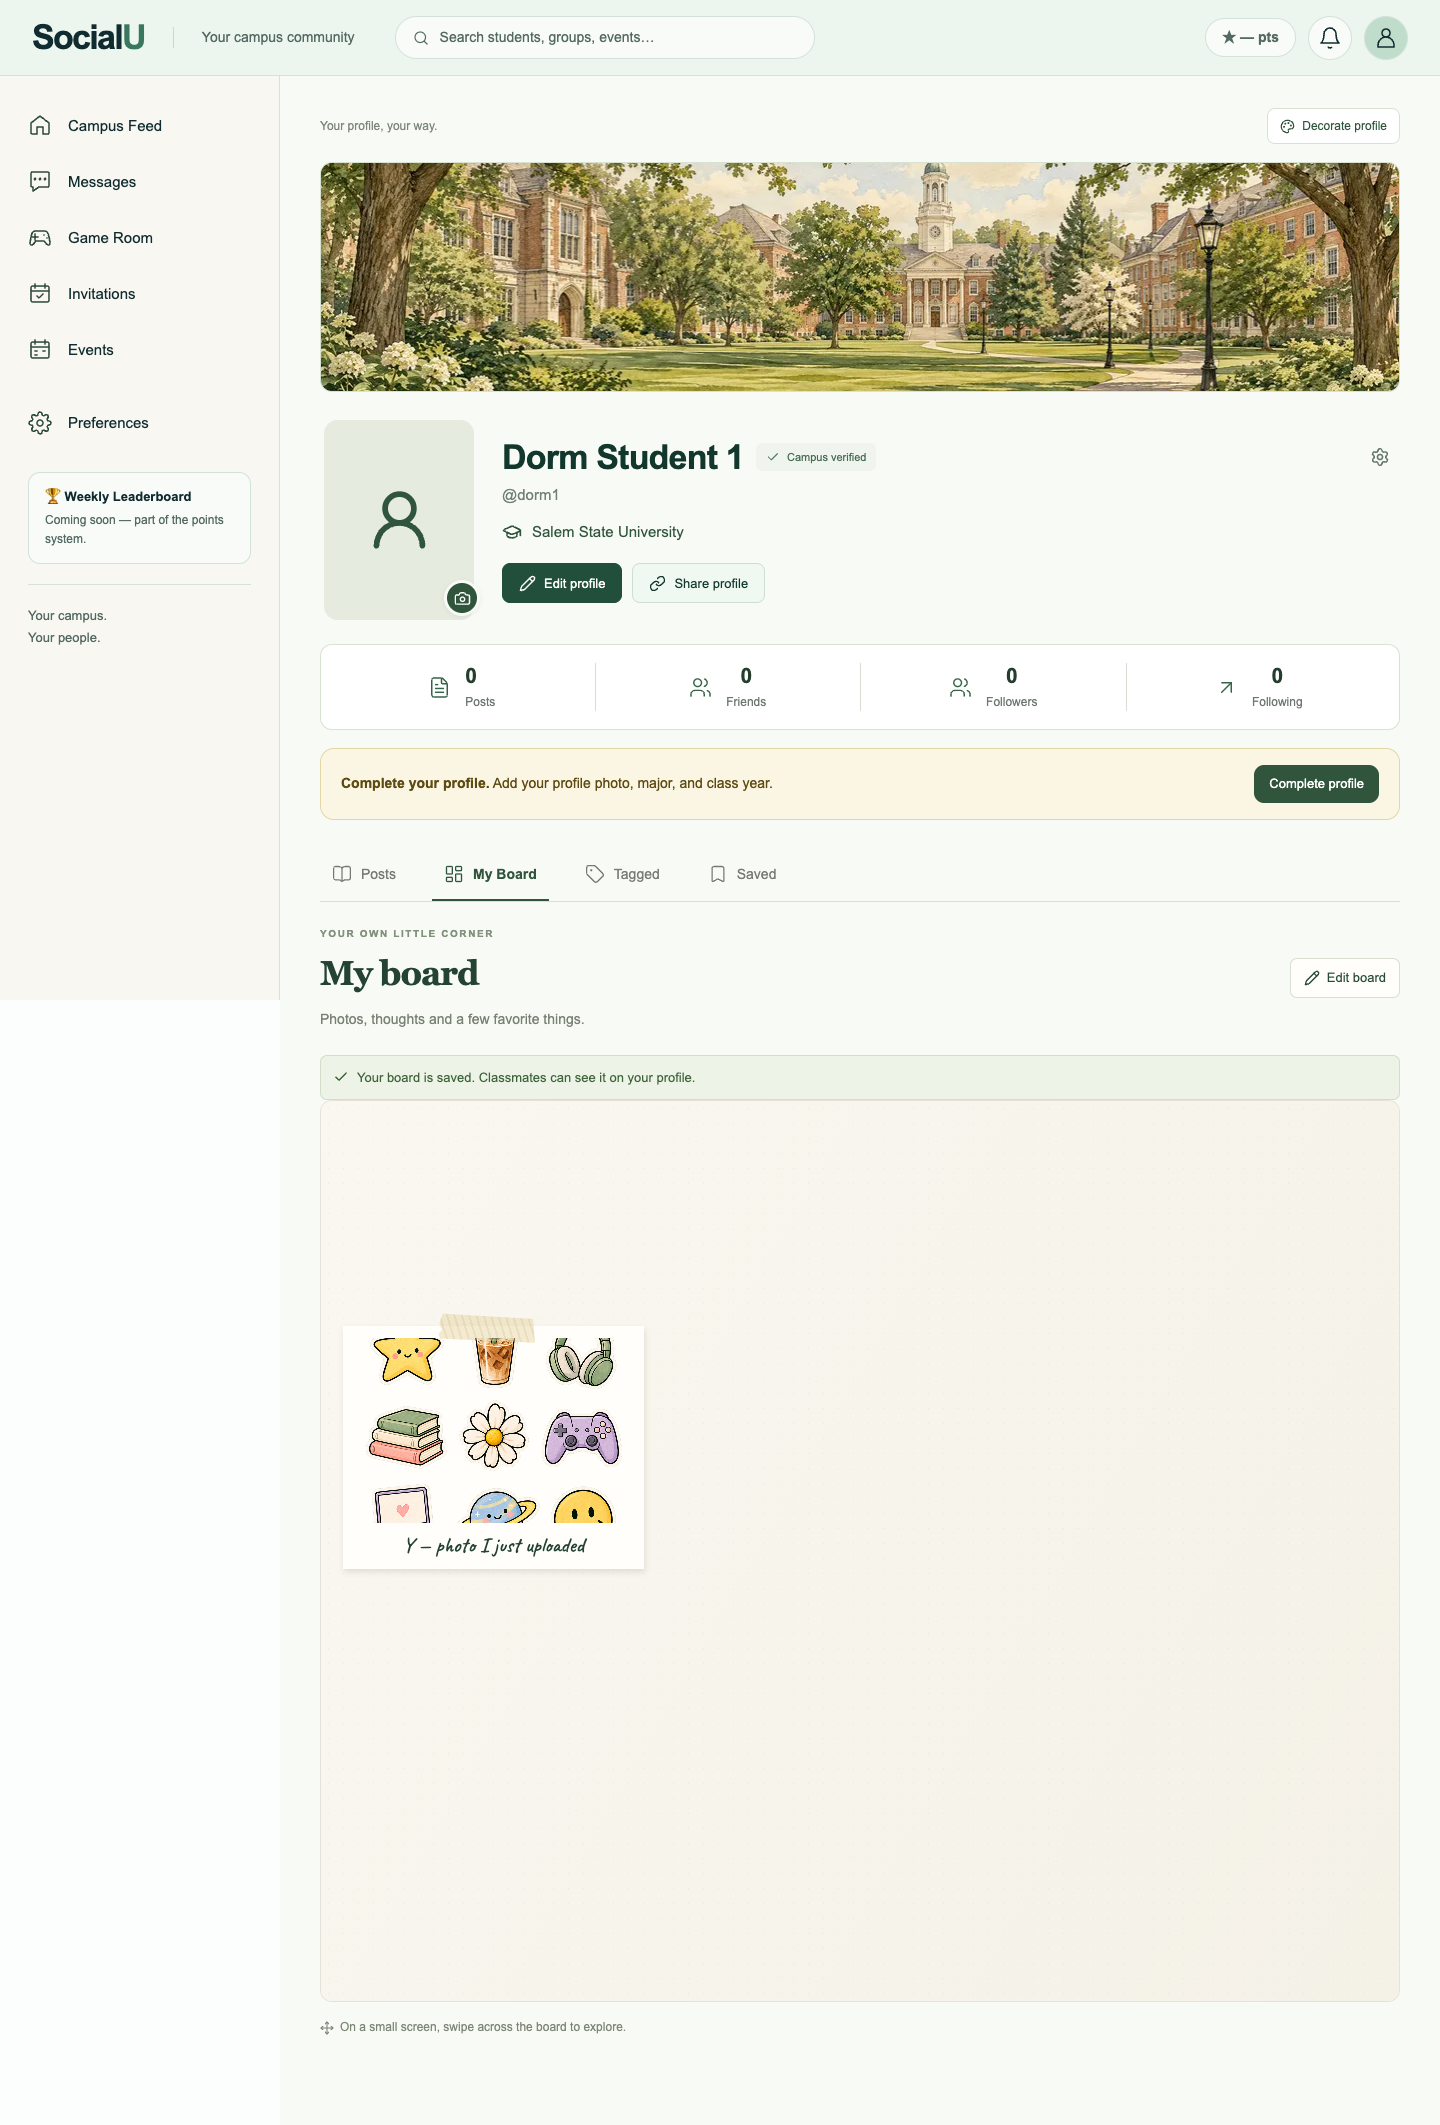 SocialU
Your campus community
Search students, groups, events…
★ — pts
Campus Feed
Messages
Game Room
Invitations
Events
Preferences
🏆 Weekly Leaderboard
Coming soon — part of the points
system.
Your campus.
Your people.
Your profile, your way.
Decorate profile
Dorm Student 1
Campus verified
@dorm1
Salem State University
Edit profile
Share profile
0
Posts
0
Friends
0
Followers
0
Following
Complete your profile. Add your profile photo, major, and class year.
Complete profile
Posts
My Board
Tagged
Saved
YOUR OWN LITTLE CORNER
My board
Edit board
Photos, thoughts and a few favorite things.
Your board is saved. Classmates can see it on your profile.
Y — photo I just uploaded
On a small screen, swipe across the board to explore.